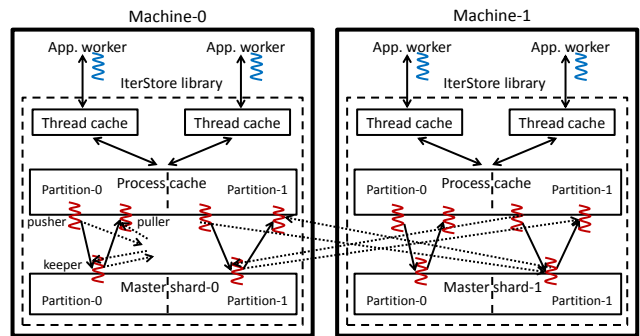 Machine-0
App. worker App. worker
IterStore library
Thread cache Thread cache
Process cache
Partition-0 Partition-1
pusher puller
keeper
Master shard-0
Partition-0 Partition-1
Machine-1
App. worker App. worker
IterStore library
Thread cache Thread cache
Process cache
Partition-0 Partition-1
Master shard-1
Partition-0 Partition-1